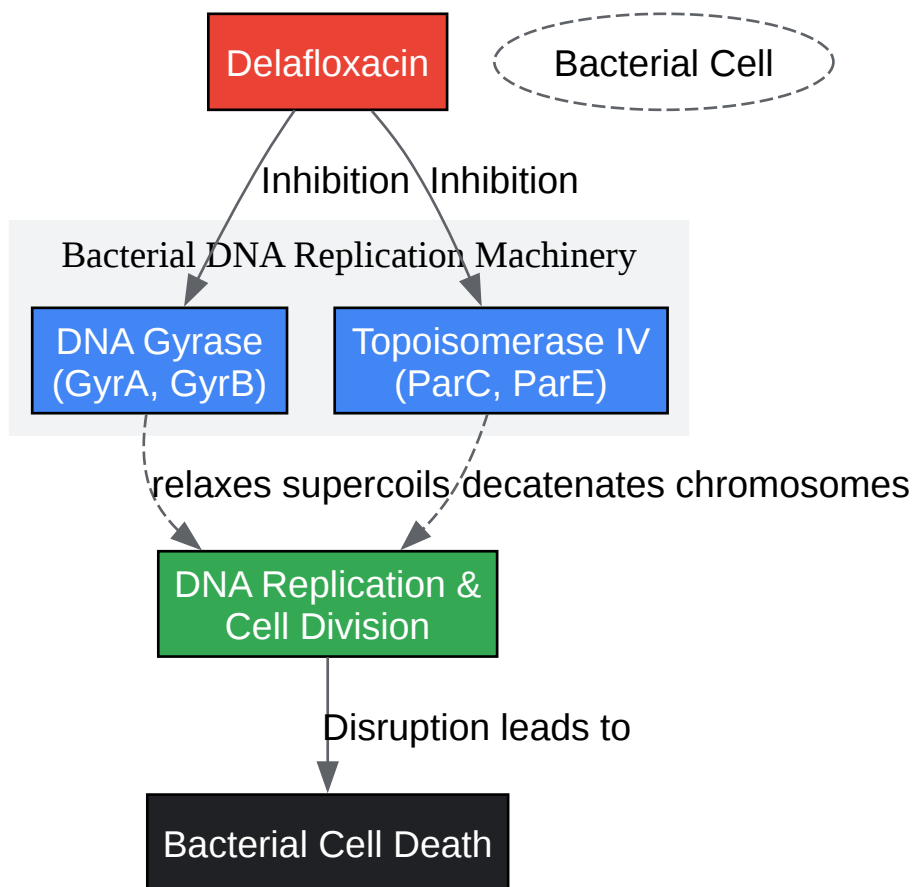 Delafloxacin
Bacterial Cell
Inhibition
Inhibition
Bacterial DNA Replication Machinery
DNA Gyrase
(GyrA, GyrB)
Topoisomerase IV
(ParC, ParE)
relaxes supercoils
decatenates chromosomes
DNA Replication &
Cell Division
Disruption leads to
Bacterial Cell Death